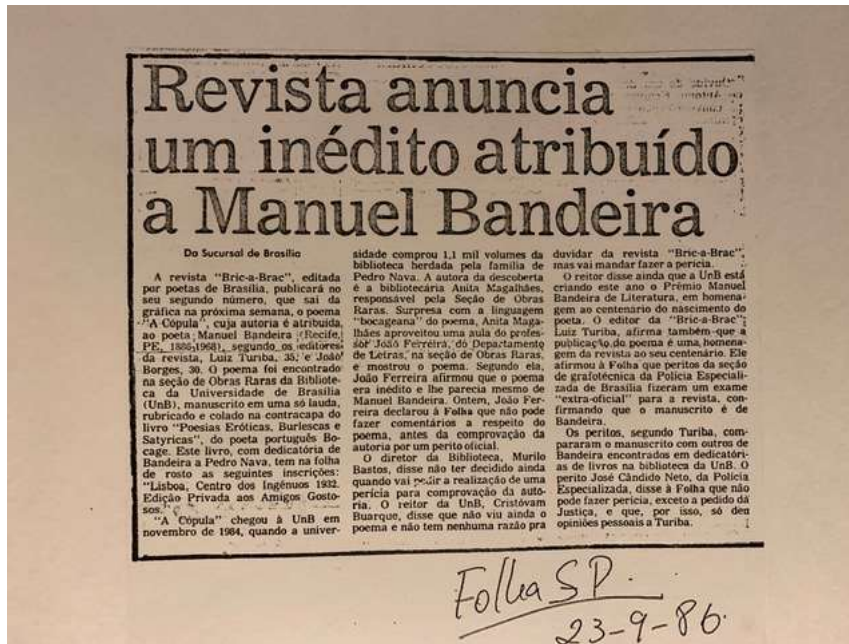 Revista anuncia
um inédito atribuído
a Manuel Bandeira
Da Sucursal de Brasília
A revista "Bric-a-Brac", editada
por poetas de Brasília, publicará no
seu segundo número, que sai da
gráfica na próxima semana, o poema
"A Cópula", cuja autoria é atribuída
ao poeta Manuel Bandeira (Recife,
PE, 1886-1968), segundo os editores
da revista, Luiz Turiba, 35, e João
Borges, 30. O poema foi encontrado
na seção de Obras Raras da Bibliote-
ca da Universidade de Brasília
(UnB), manuscrito em uma só lauda,
rubricado e colado na contracapa do
livro "Poesias Eróticas, Burlescas e
Satyricas", do poeta português Bo-
cage. Este livro, com dedicatória de
Bandeira a Pedro Nava, tem na folha
de rosto as seguintes inscrições:
"Lisboa, Centro dos Ingênuos 1932.
Edição Privada aos Amigos Gosto-
sos."
"A Cópula" chegou à UnB em
novembro de 1984, quando a univer-
sidade comprou 1,1 mil volumes da
biblioteca herdada pela família de
Pedro Nava. A autora da descoberta
é a bibliotecária Anita Magalhães,
responsável pela Seção de Obras
Raras. Surpresa com a linguagem
"bocageana" do poema, Anita Maga-
lhães aproveitou uma aula do profes-
sor João Ferreira, do Departamento
de Letras, na seção de Obras Raras,
e mostrou o poema. Segundo ela,
João Ferreira afirmou que o poema
era inédito e lhe parecia mesmo de
Manuel Bandeira. Ontem, João Fer-
reira declarou à Folha que não pode
fazer comentários a respeito do
poema, antes da comprovação da
autoria por um perito oficial.
O diretor da Biblioteca, Murilo
Bastos, disse não ter decidido ainda
quando vai pedir a realização de uma
perícia para comprovação da auto-
ria. O reitor da UnB, Cristóvam
Buarque, disse que não viu ainda o
poema e não tem nenhuma razão pra
duvidar da revista "Bric-a-Brac",
mas vai mandar fazer a perícia.
O reitor disse ainda que a UnB está
criando este ano o Prêmio Manuel
Bandeira de Literatura, em homena-
gem ao centenário do nascimento do
poeta. O editor da "Bric-a-Brac",
Luiz Turiba, afirma também que a
publicação do poema é uma homena-
gem da revista ao seu centenário. Ele
afirmou à Folha que peritos da seção
de grafotécnica da Polícia Especiali-
zada de Brasília fizeram um exame
"extra-oficial" para a revista, con-
firmando que o manuscrito é de
Bandeira.
Os peritos, segundo Turiba, com-
pararam o manuscrito com outros de
Bandeira encontrados em dedicatóri-
as de livros na biblioteca da UnB. O
perito José Cândido Neto, da Polícia
Especializada, disse à Folha que não
pode fazer perícia, exceto a pedido da
Justiça, e que, por isso, só deu
opiniões pessoais a Turiba.
Folha SP.
23-9-86.